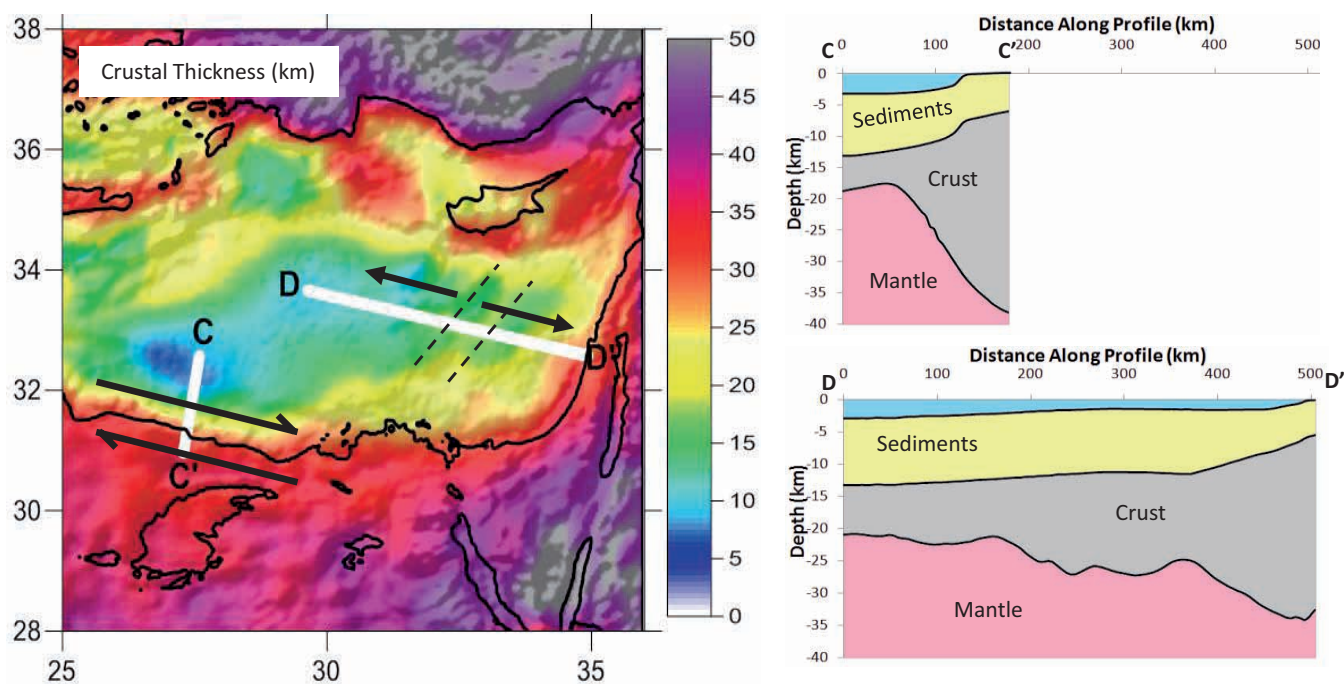 Crustal Thickness (km)
38
36
34
32
30
28
25
30
35
C
C'
D
D'
50
45
40
35
30
25
20
15
10
5
0
Distance Along Profile (km)
C
C'
0 100 200 300 400 500
Depth (km)
0
-5
-10
-15
-20
-25
-30
-35
-40
Sediments
Crust
Mantle
Distance Along Profile (km)
D
D'
0 100 200 300 400 500
Depth (km)
0
-5
-10
-15
-20
-25
-30
-35
-40
Sediments
Crust
Mantle